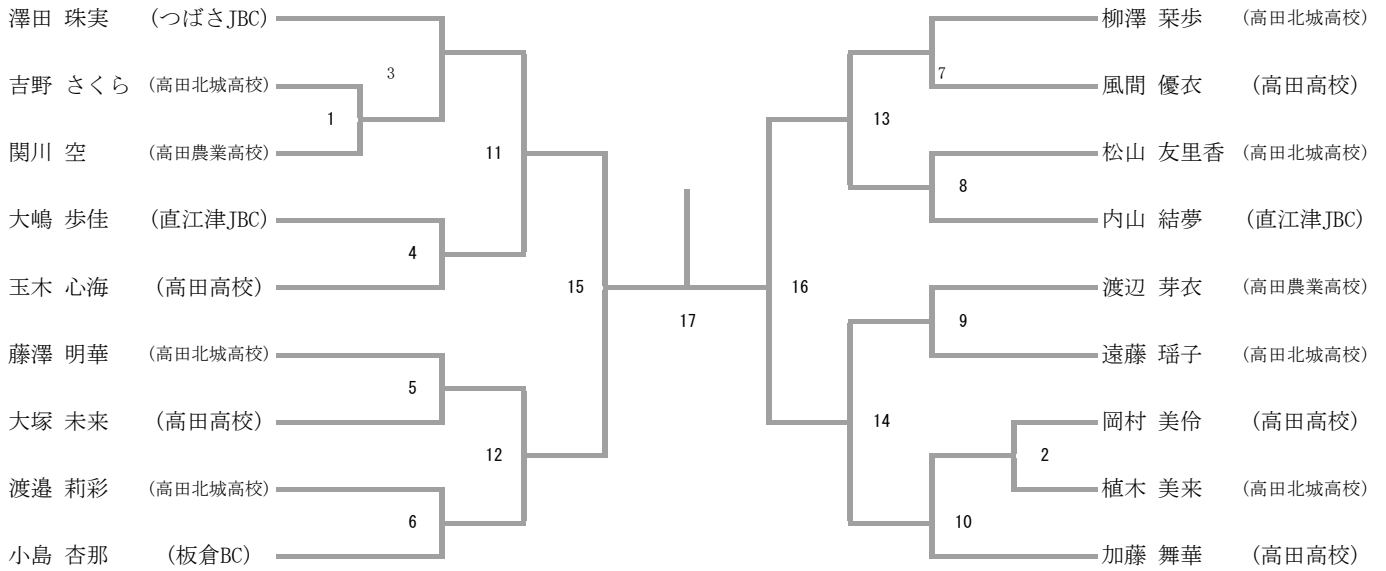 澤田 珠実 (つばさJBC)
吉野 さくら (高田北城高校)
関川 空 (高田農業高校)
大嶋 歩佳 (直江津JBC)
玉木 心海 (高田高校)
藤澤 明華 (高田北城高校)
大塚 未来 (高田高校)
渡邉 莉彩 (高田北城高校)
小島 杏那 (板倉BC)
1
3
4
5
6
11
12
15
17
16
13
14
7
8
9
2
10
柳澤 栞歩 (高田北城高校)
風間 優衣 (高田高校)
松山 友里香 (高田北城高校)
内山 結夢 (直江津JBC)
渡辺 芽衣 (高田農業高校)
遠藤 瑶子 (高田北城高校)
岡村 美伶 (高田高校)
植木 美来 (高田北城高校)
加藤 舞華 (高田高校)